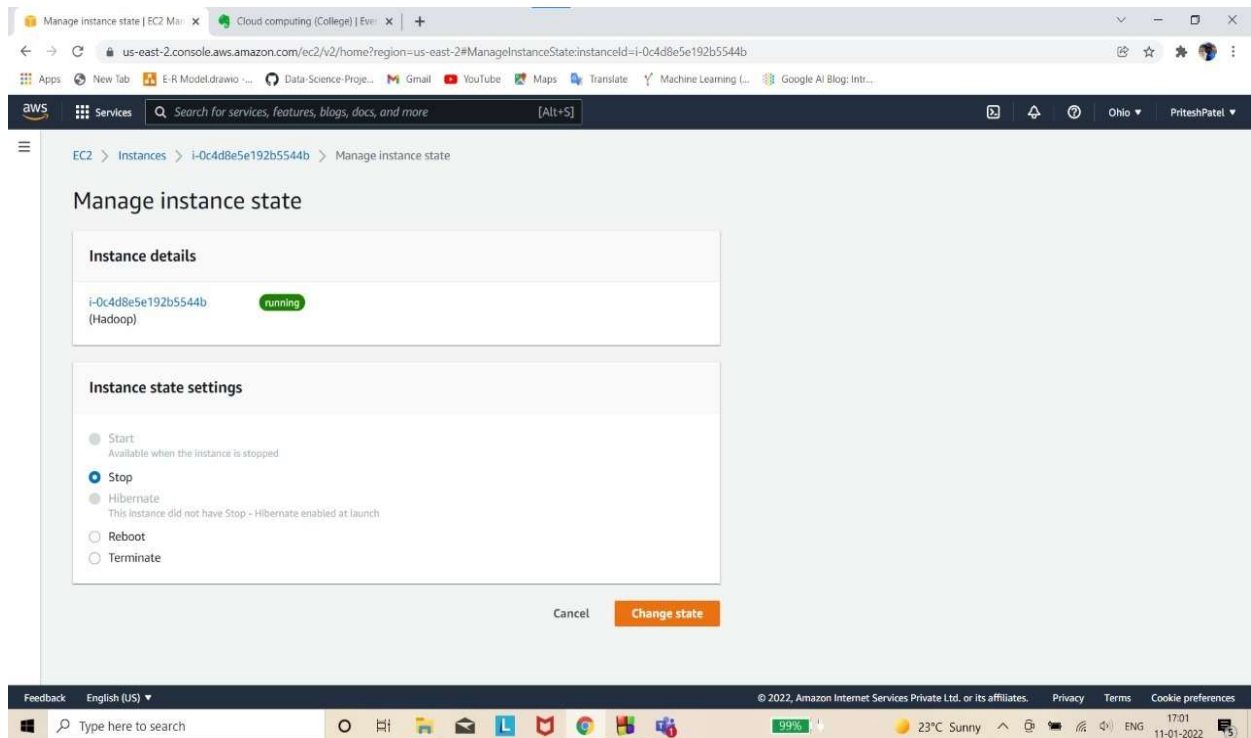 Manage instance state | EC2 Man
Cloud computing (College) | Ever
us-east-2.console.aws.amazon.com/ec2/v2/home?region=us-east-2#ManageInstanceState:instanceId=i-0c4d8e5e192b5544b
Apps New Tab E-R Model.drawio -... Data-Science-Proje... Gmail YouTube Maps Translate Machine Learning (... Google AI Blog: Intr...
aws Services Search for services, features, blogs, docs, and more [Alt+S] Ohio PriteshPatel
EC2 > Instances > i-0c4d8e5e192b5544b > Manage instance state
Manage instance state
Instance details
i-0c4d8e5e192b5544b running
(Hadoop)
Instance state settings
Start
Available when the instance is stopped
Stop
Hibernate
This instance did not have Stop - Hibernate enabled at launch
Reboot
Terminate
Cancel Change state
Feedback English (US) © 2022, Amazon Internet Services Private Ltd. or its affiliates. Privacy Terms Cookie preferences
Type here to search L 99% 23°C Sunny ENG 17:01
11-01-2022 5